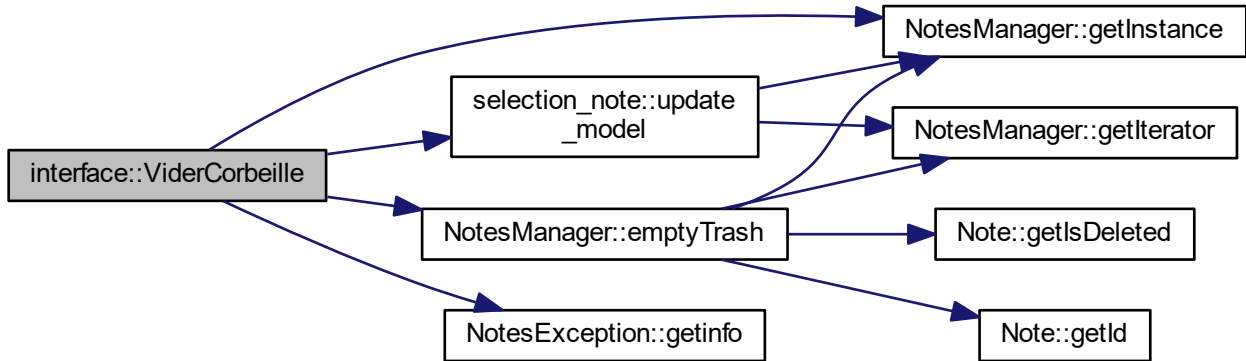 interface::ViderCorbeille
NotesManager::getInstance
selection_note::update
_model
NotesManager::getIterator
NotesManager::emptyTrash
Note::getIsDeleted
NotesException::getinfo
Note::getId